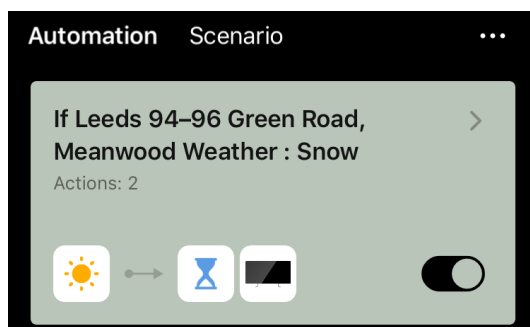 Automation Scenario
If Leeds 94–96 Green Road,
Meanwood Weather : Snow
Actions: 2